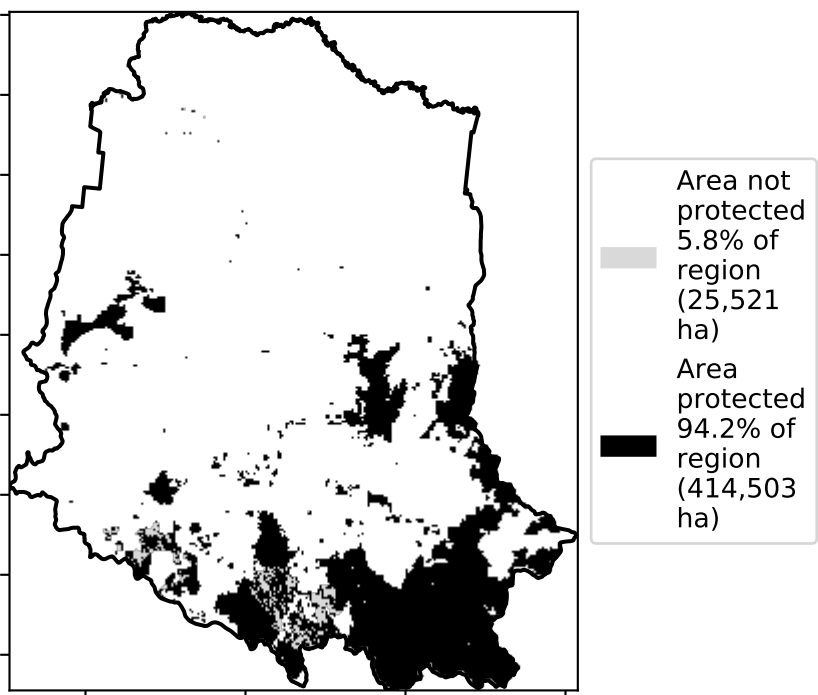 Area not
protected
5.8% of
region
(25,521
ha)
Area
protected
94.2% of
region
(414,503
ha)